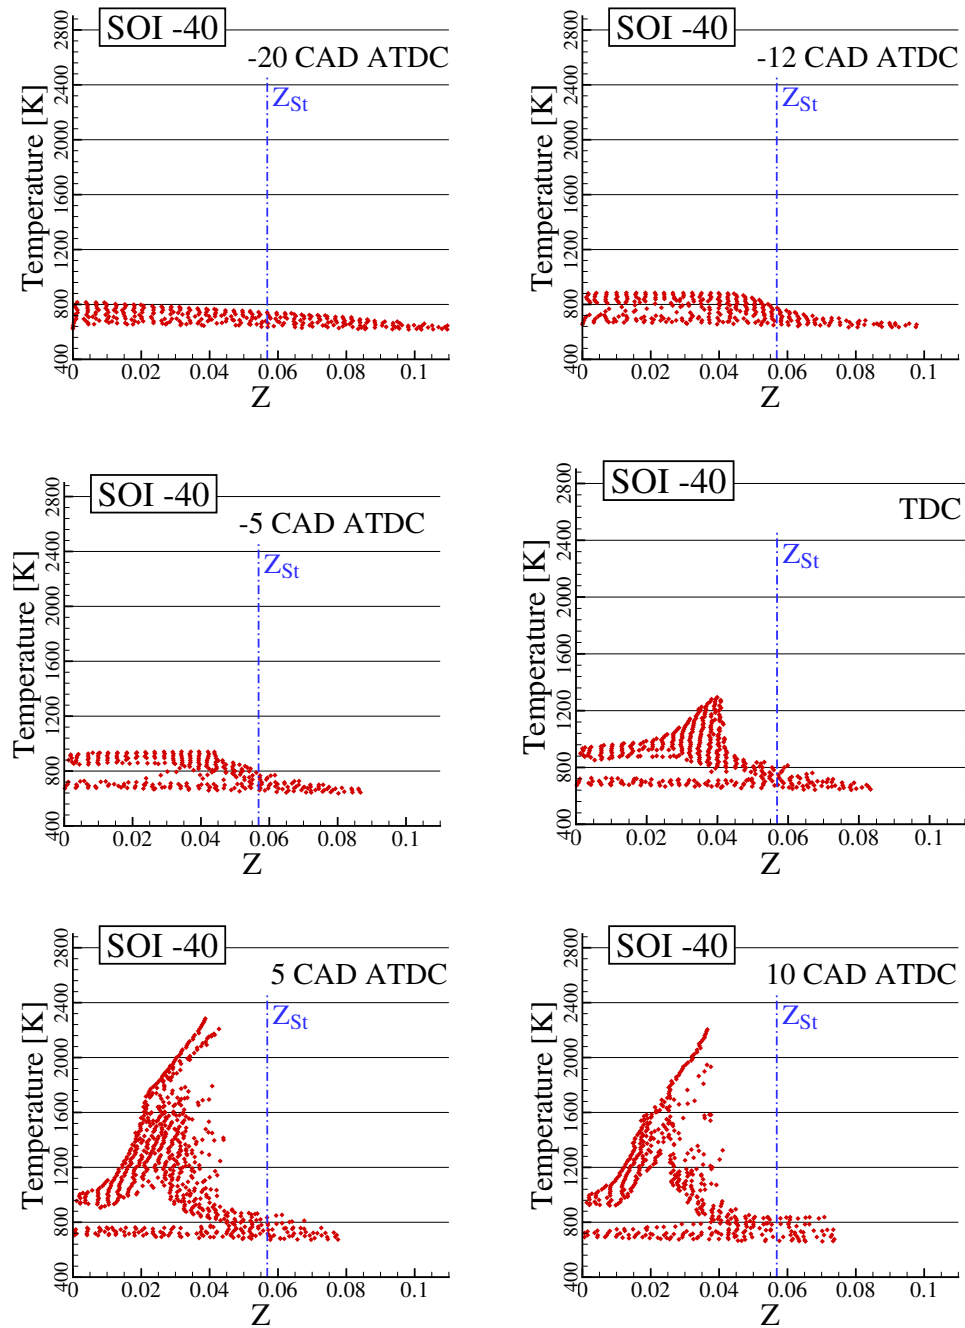 SOI -40
-20 CAD ATDC
Z_St
Temperature [K]
2800
2400
2000
1600
1200
800
400
0 0.02 0.04 0.06 0.08 0.1
Z
SOI -40
-12 CAD ATDC
Z_St
Temperature [K]
2800
2400
2000
1600
1200
800
400
0 0.02 0.04 0.06 0.08 0.1
Z
SOI -40
-5 CAD ATDC
Z_St
Temperature [K]
2800
2400
2000
1600
1200
800
400
0 0.02 0.04 0.06 0.08 0.1
Z
SOI -40
TDC
Z_St
Temperature [K]
2800
2400
2000
1600
1200
800
400
0 0.02 0.04 0.06 0.08 0.1
Z
SOI -40
5 CAD ATDC
Z_St
Temperature [K]
2800
2400
2000
1600
1200
800
400
0 0.02 0.04 0.06 0.08 0.1
Z
SOI -40
10 CAD ATDC
Z_St
Temperature [K]
2800
2400
2000
1600
1200
800
400
0 0.02 0.04 0.06 0.08 0.1
Z